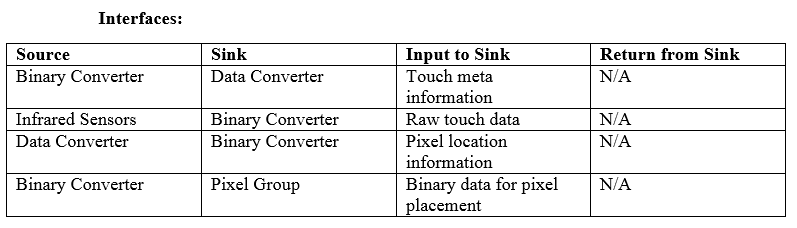 Interfaces:
Source Sink Input to Sink Return from Sink
Binary Converter Data Converter Touch meta N/A
information
Infrared Sensors Binary Converter Raw touch data N/A
Data Converter Binary Converter Pixel location N/A
information
Binary Converter Pixel Group Binary data for pixel N/A
placement